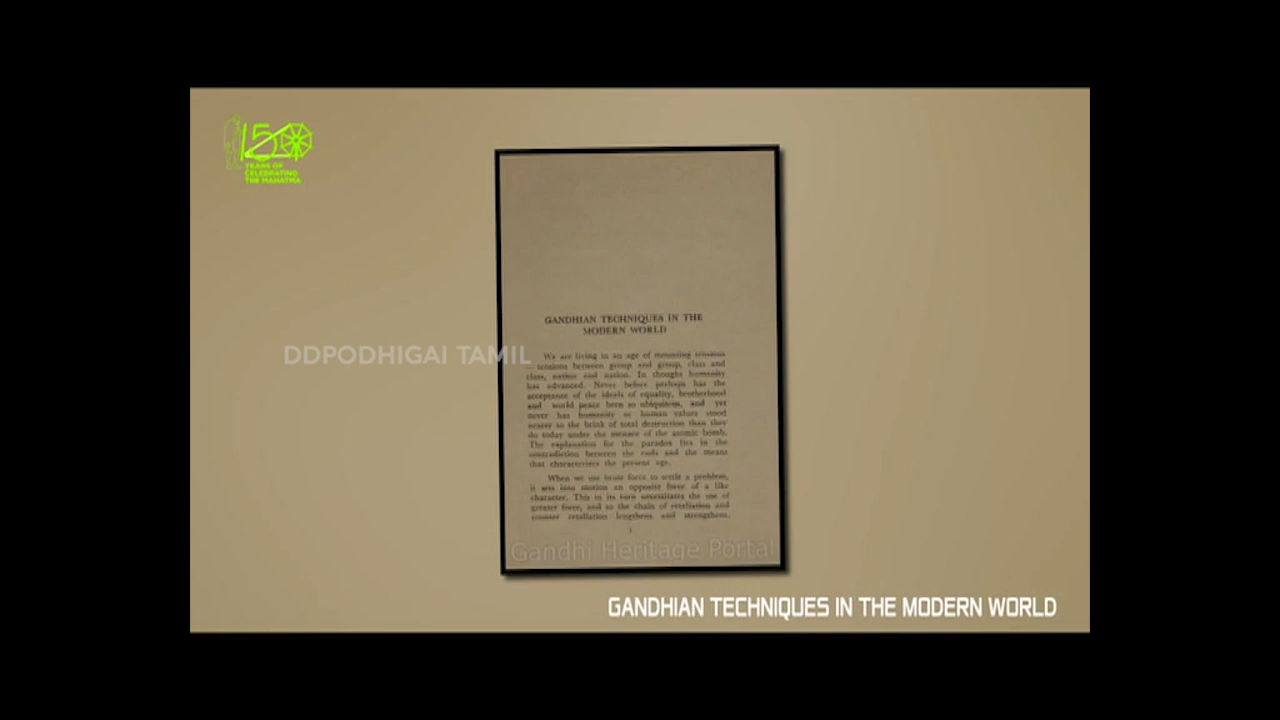 150
YEARS OF
CELEBRATING
THE MAHATMA
GANDHIAN TECHNIQUES IN THE
MODERN WORLD
DDPODHIGAI TAMIL
We are living in an age of mounting tensions
—tensions between group and group, class and
class, nation and nation. In thought humanity
has advanced. Never before perhaps has the
acceptance of the ideals of equality, brotherhood
and world peace been so ubiquitous, and yet
never has humanity or human values stood
nearer to the brink of total destruction than they
do today under the menace of the atomic bomb.
The explanation for the paradox lies in the
contradiction between the ends and the means
that characterizes the present age.
When we use brute force to settle a problem,
it sets into motion an opposite force of a like
character. This in its turn necessitates the use of
greater force, and so the chain of retaliation and
counter retaliation lengthens and strengthens.
3
Gandhi Heritage Portal
GANDHIAN TECHNIQUES IN THE MODERN WORLD